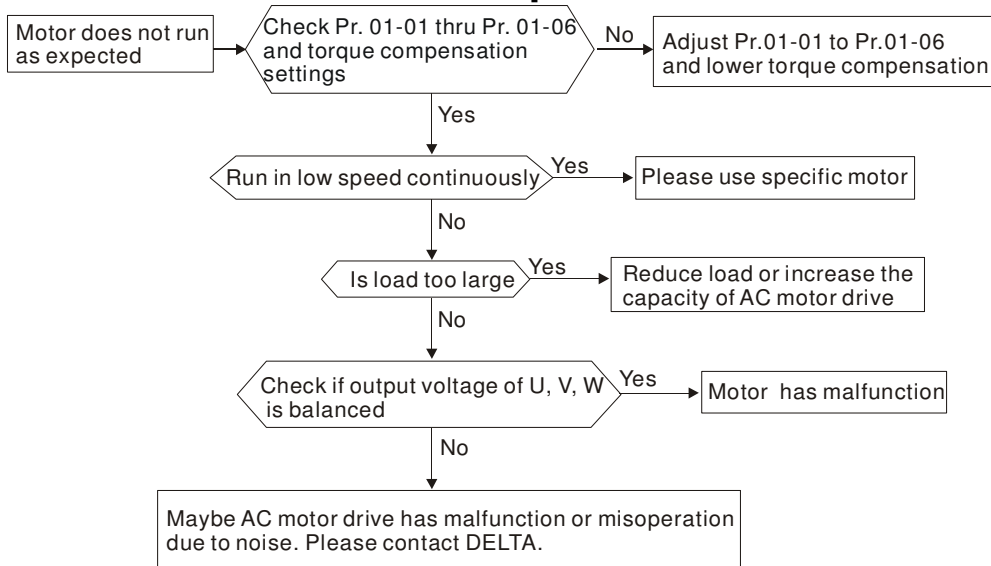 Motor does not run
as expected
Check Pr. 01-01 thru Pr. 01-06
and torque compensation
settings
No
Adjust Pr.01-01 to Pr.01-06
and lower torque compensation
Yes
Run in low speed continuously
Yes
Please use specific motor
No
Is load too large
Yes
Reduce load or increase the
capacity of AC motor drive
No
Check if output voltage of U, V, W
is balanced
Yes
Motor has malfunction
No
Maybe AC motor drive has malfunction or misoperation
due to noise. Please contact DELTA.